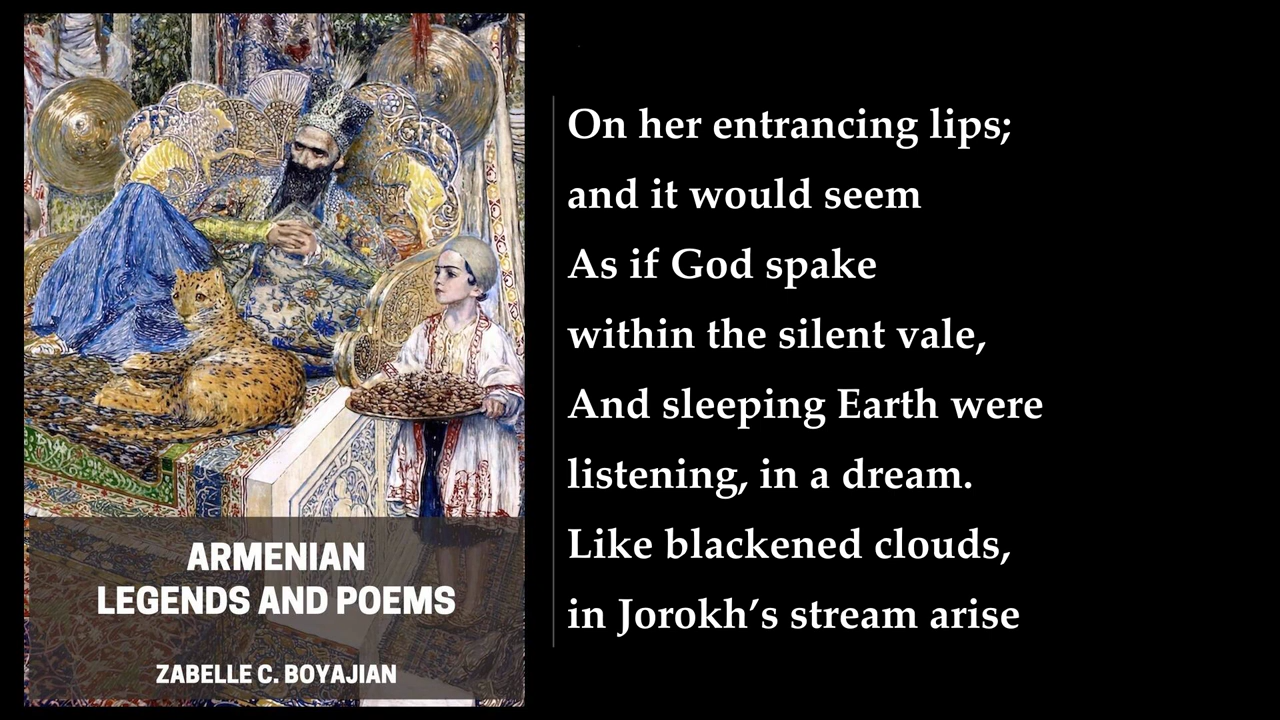 ARMENIAN
LEGENDS AND POEMS
ZABELLE C. BOYAJIAN
On her entrancing lips;
and it would seem
As if God spake
within the silent vale,
And sleeping Earth were
listening, in a dream.
Like blackened clouds,
in Jorokh’s stream arise